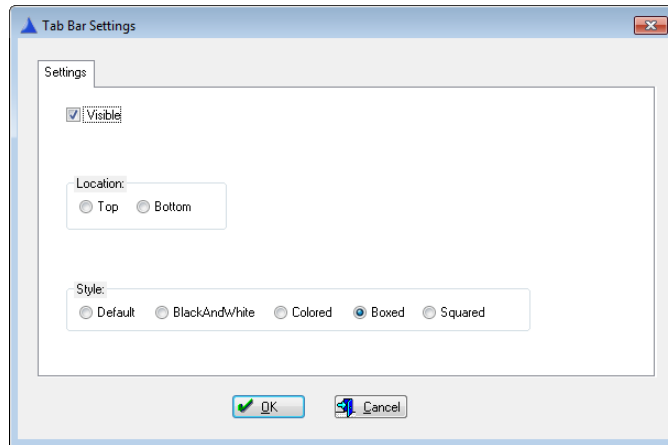 Tab Bar Settings
Settings
Visible
Location:
Top Bottom
Style:
Default BlackAndWhite Colored Boxed Squared
OK Cancel